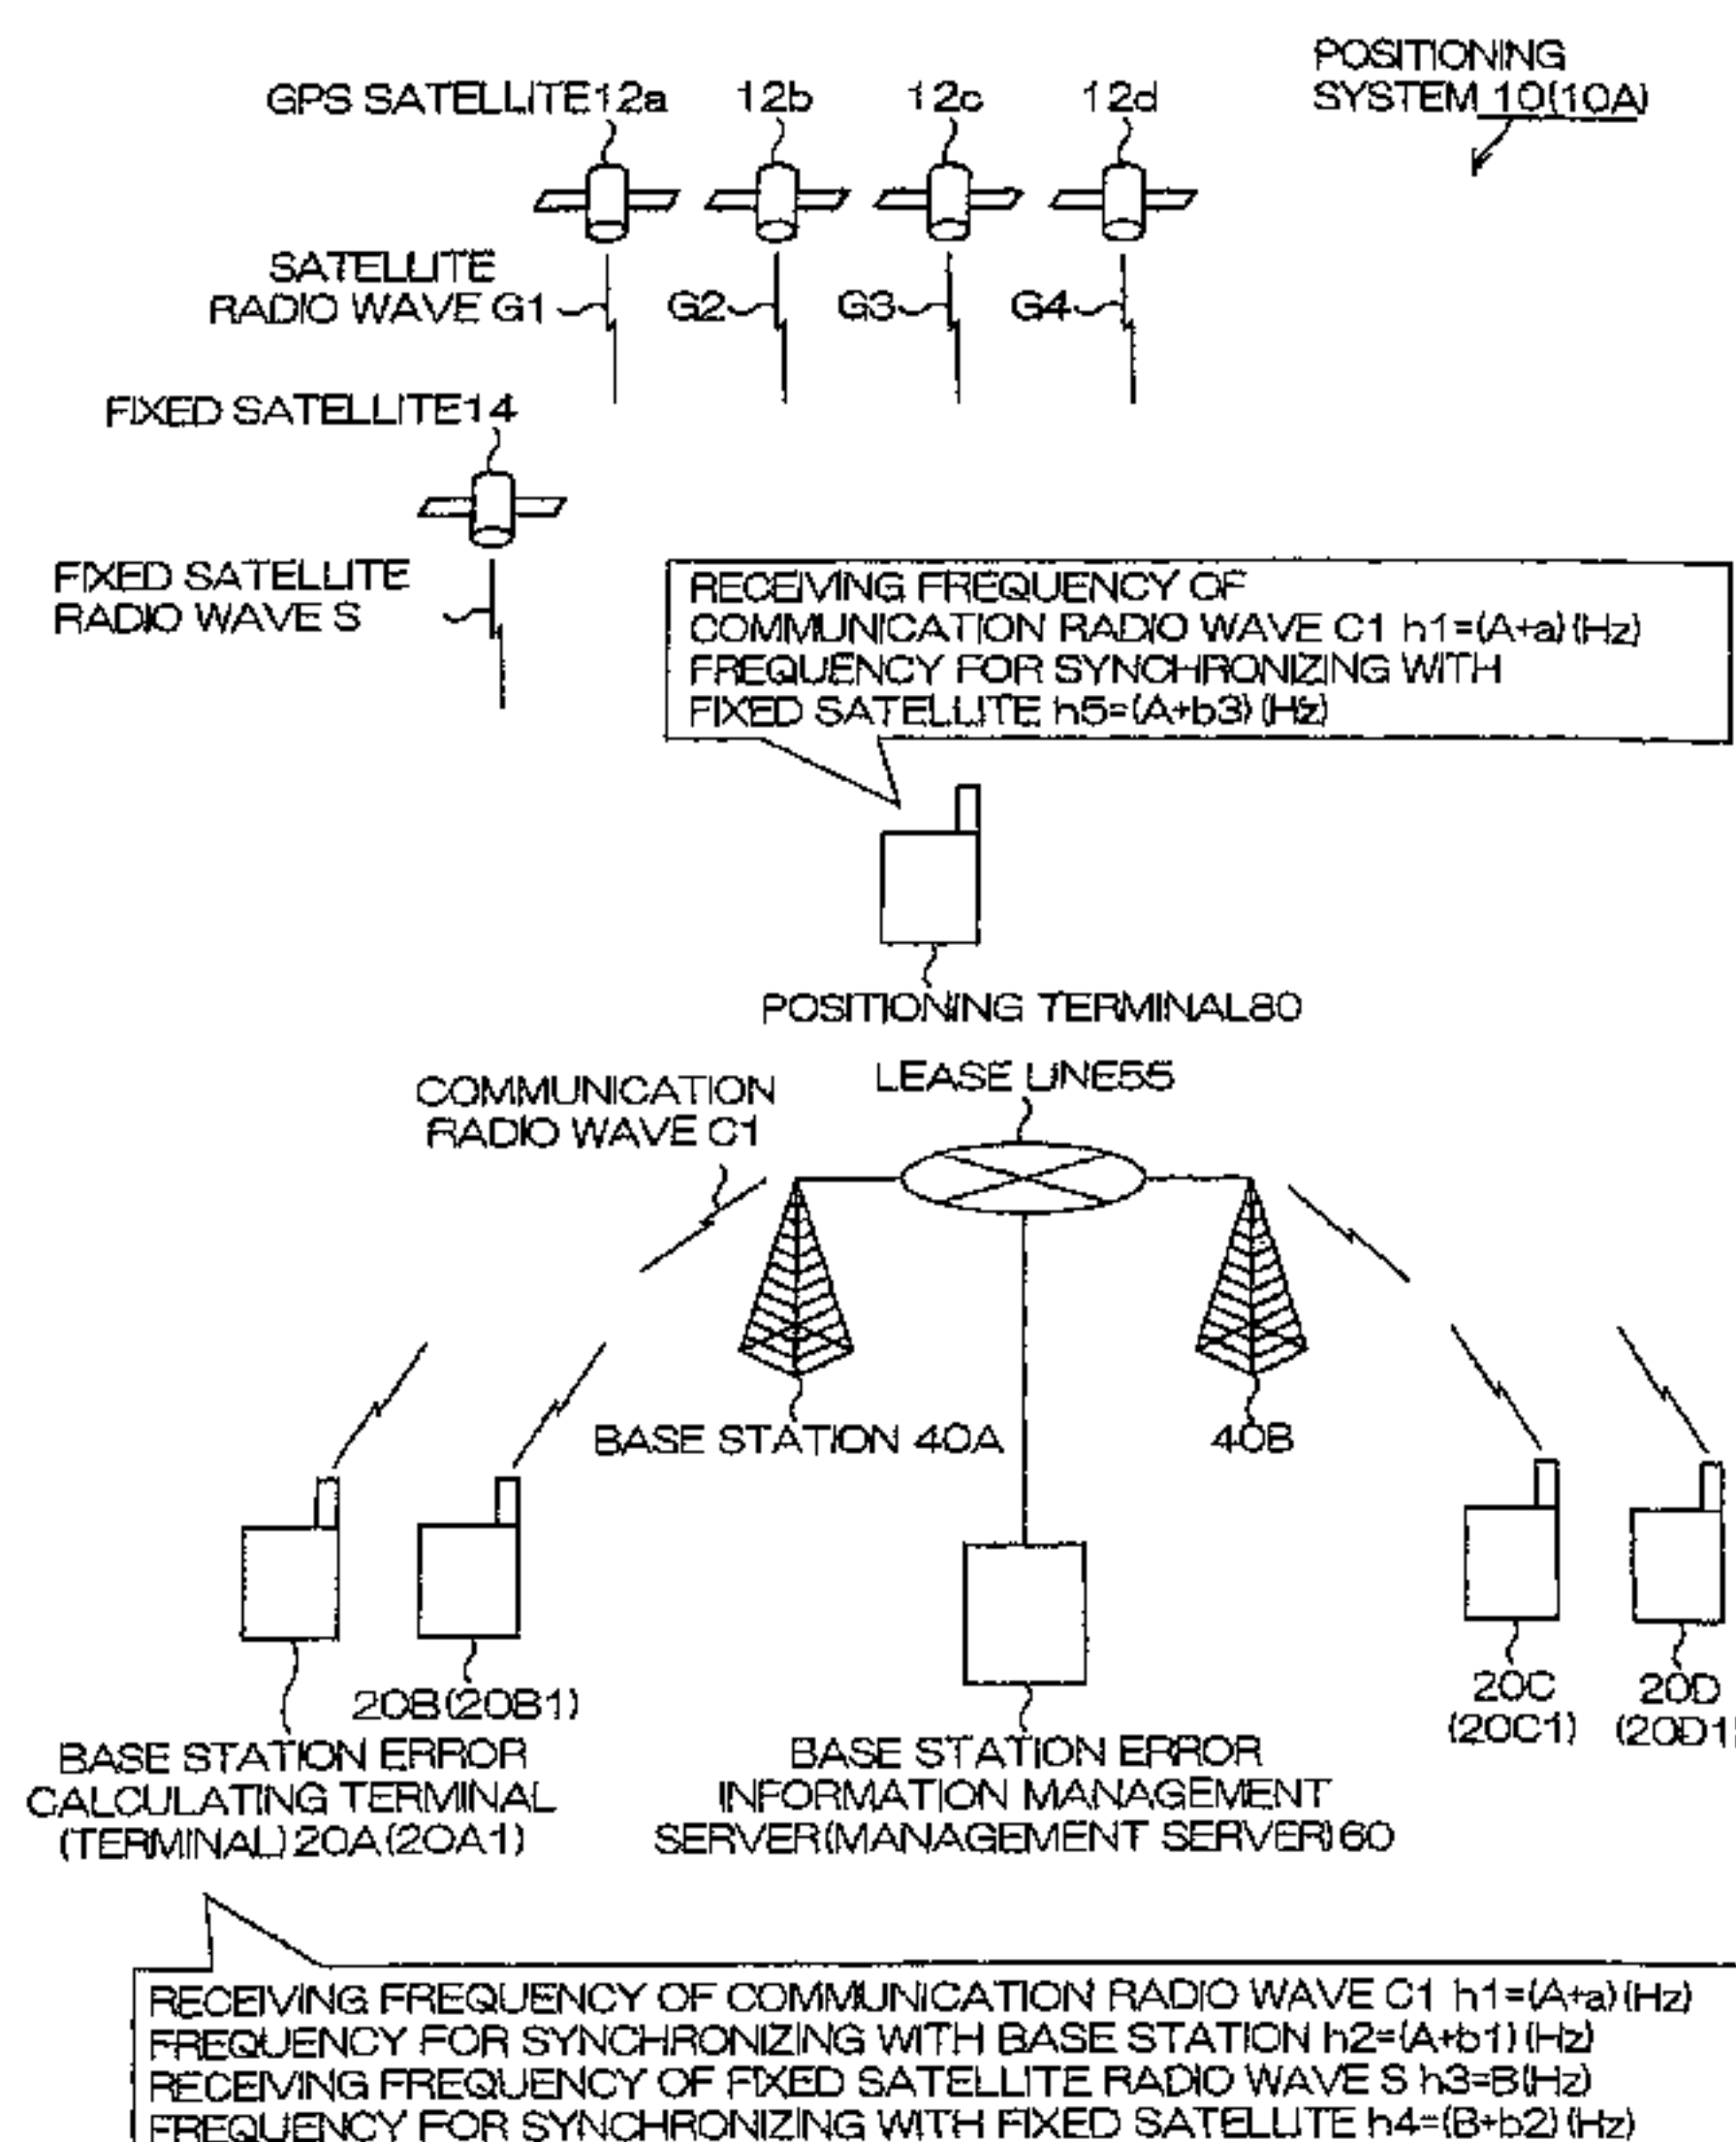 POSITIONING
SYSTEM 10(10A)
GPS SATELLITE12a 12b 12c 12d
SATELLITE
RADIO WAVE G1 G2 G3 G4
FIXED SATELLITE14
FIXED SATELLITE
RADIO WAVE S
RECEIVING FREQUENCY OF
COMMUNICATION RADIO WAVE C1 h1=(A+a)(Hz)
FREQUENCY FOR SYNCHRONIZING WITH
FIXED SATELLITE h5=(A+b3)(Hz)
POSITIONING TERMINAL80
LEASE LINE55
COMMUNICATION
RADIO WAVE C1
BASE STATION 40A 40B
20B(20B1)
20C
(20C1)
20D
(20D1)
BASE STATION ERROR
CALCULATING TERMINAL
(TERMINAL)20A(20A1)
BASE STATION ERROR
INFORMATION MANAGEMENT
SERVER(MANAGEMENT SERVER)60
RECEIVING FREQUENCY OF COMMUNICATION RADIO WAVE C1 h1=(A+a)(Hz)
FREQUENCY FOR SYNCHRONIZING WITH BASE STATION h2=(A+b1)(Hz)
RECEIVING FREQUENCY OF FIXED SATELLITE RADIO WAVE S h3=B(Hz)
FREQUENCY FOR SYNCHRONIZING WITH FIXED SATELLITE h4=(B+b2)(Hz)